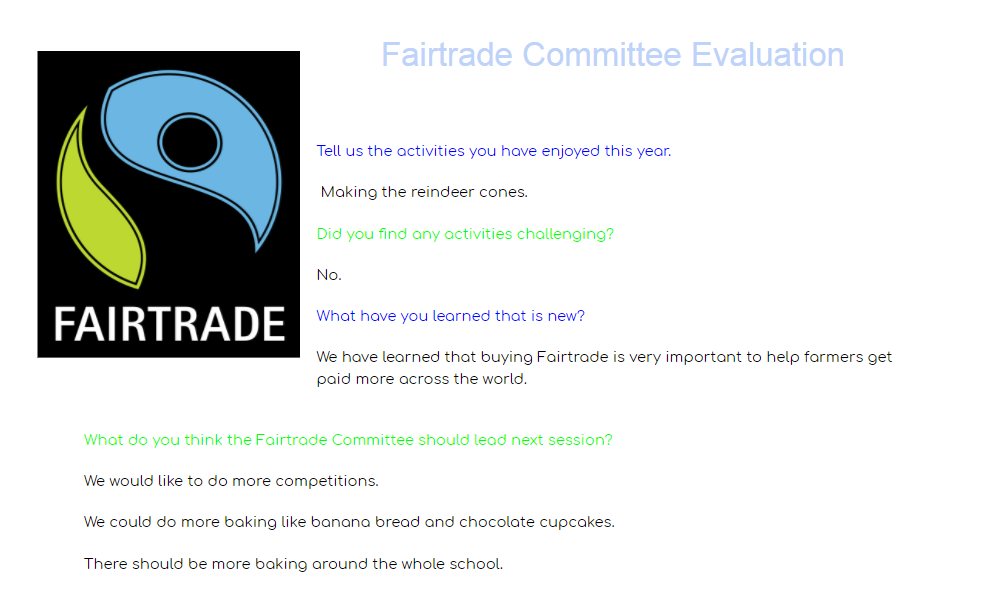 Fairtrade Committee Evaluation
Tell us the activities you have enjoyed this year.
Making the reindeer cones.
Did you find any activities challenging?
No.
FAIRTRADE
What have you learned that is new?
We have learned that buying Fairtrade is very important to help farmers get
paid more across the world.
What do you think the Fairtrade Committee should lead next session?
We would like to do more competitions.
We could do more baking like banana bread and chocolate cupcakes.
There should be more baking around the whole school.